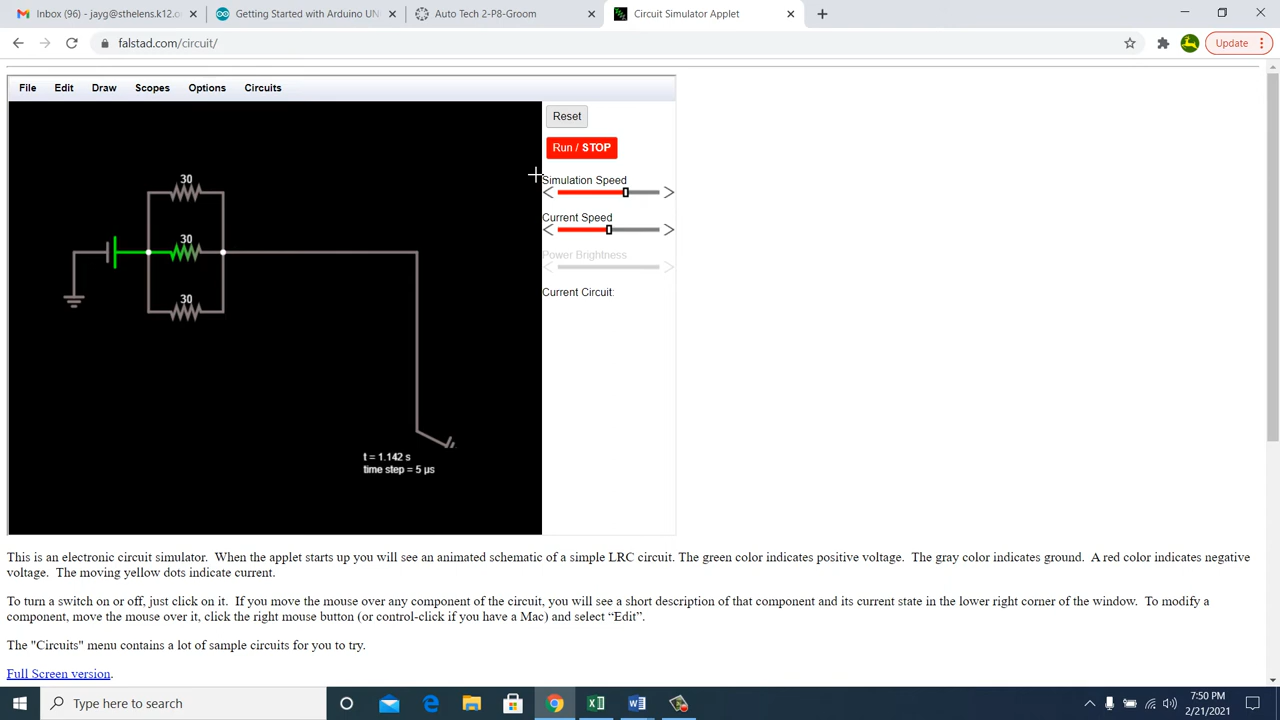 Inbox (96) - jayg@sthelens.k12.o
Getting Started with Arduino UN
Auto Tech 2-P8-Groom
Circuit Simulator Applet
falstad.com/circuit/
Update
File Edit Draw Scopes Options Circuits
Reset
Run / STOP
Simulation Speed
Current Speed
Power Brightness
Current Circuit:
30
30
30
t = 1.142 s
time step = 5 µs
This is an electronic circuit simulator. When the applet starts up you will see an animated schematic of a simple LRC circuit. The green color indicates positive voltage. The gray color indicates ground. A red color indicates negative
voltage. The moving yellow dots indicate current.
To turn a switch on or off, just click on it. If you move the mouse over any component of the circuit, you will see a short description of that component and its current state in the lower right corner of the window. To modify a
component, move the mouse over it, click the right mouse button (or control-click if you have a Mac) and select “Edit”.
The "Circuits" menu contains a lot of sample circuits for you to try.
Full Screen version.
Type here to search
7:50 PM
2/21/2021